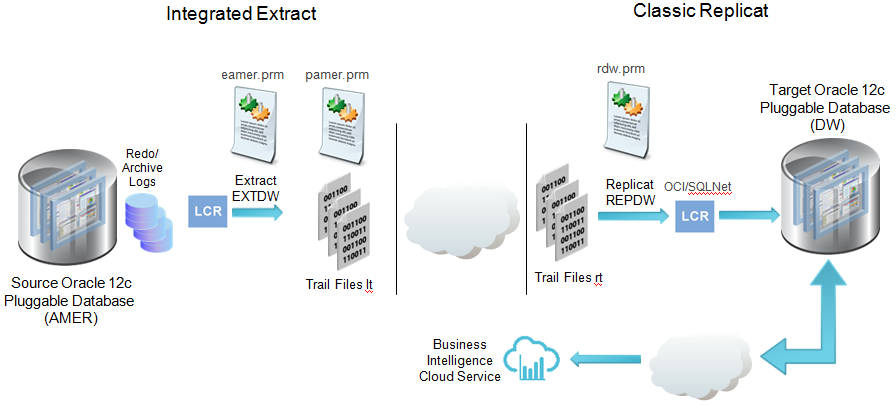 Integrated Extract
Classic Replicat
eamer.prm
pamer.prm
rdw.prm
Target Oracle 12c
Pluggable Database
(DW)
Redo/
Archive
Logs
LCR
Extract
EXTDW
001100
001100
001100
110011
001100
110011
Trail Files lt
001100
001100
001100
110011
001100
110011
Trail Files rt
Replicat
REPDW
OCI/SQLNet
LCR
Source Oracle 12c
Pluggable Database
(AMER)
Business
Intelligence
Cloud Service